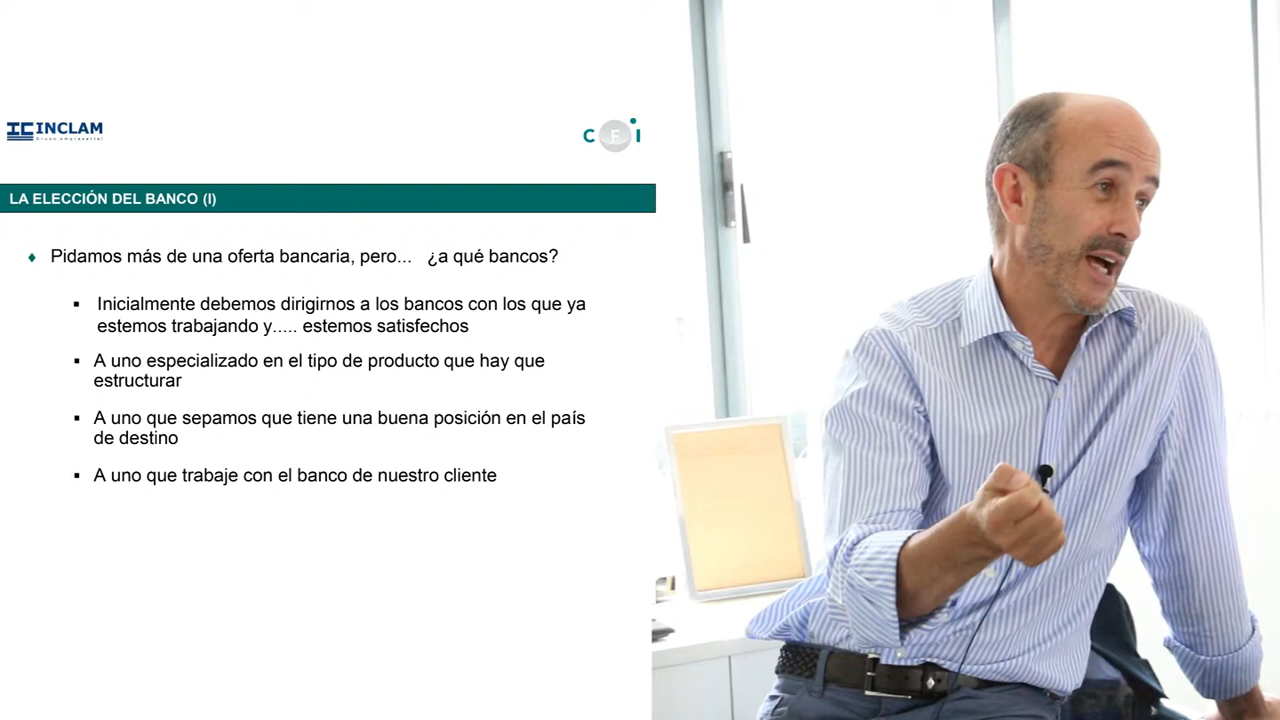 INCLAM
Grupo empresarial
CFi
LA ELECCIÓN DEL BANCO (I)
Pidamos más de una oferta bancaria, pero... ¿a qué bancos?
Inicialmente debemos dirigirnos a los bancos con los que ya
estemos trabajando y..... estemos satisfechos
A uno especializado en el tipo de producto que hay que
estructurar
A uno que sepamos que tiene una buena posición en el país
de destino
A uno que trabaje con el banco de nuestro cliente